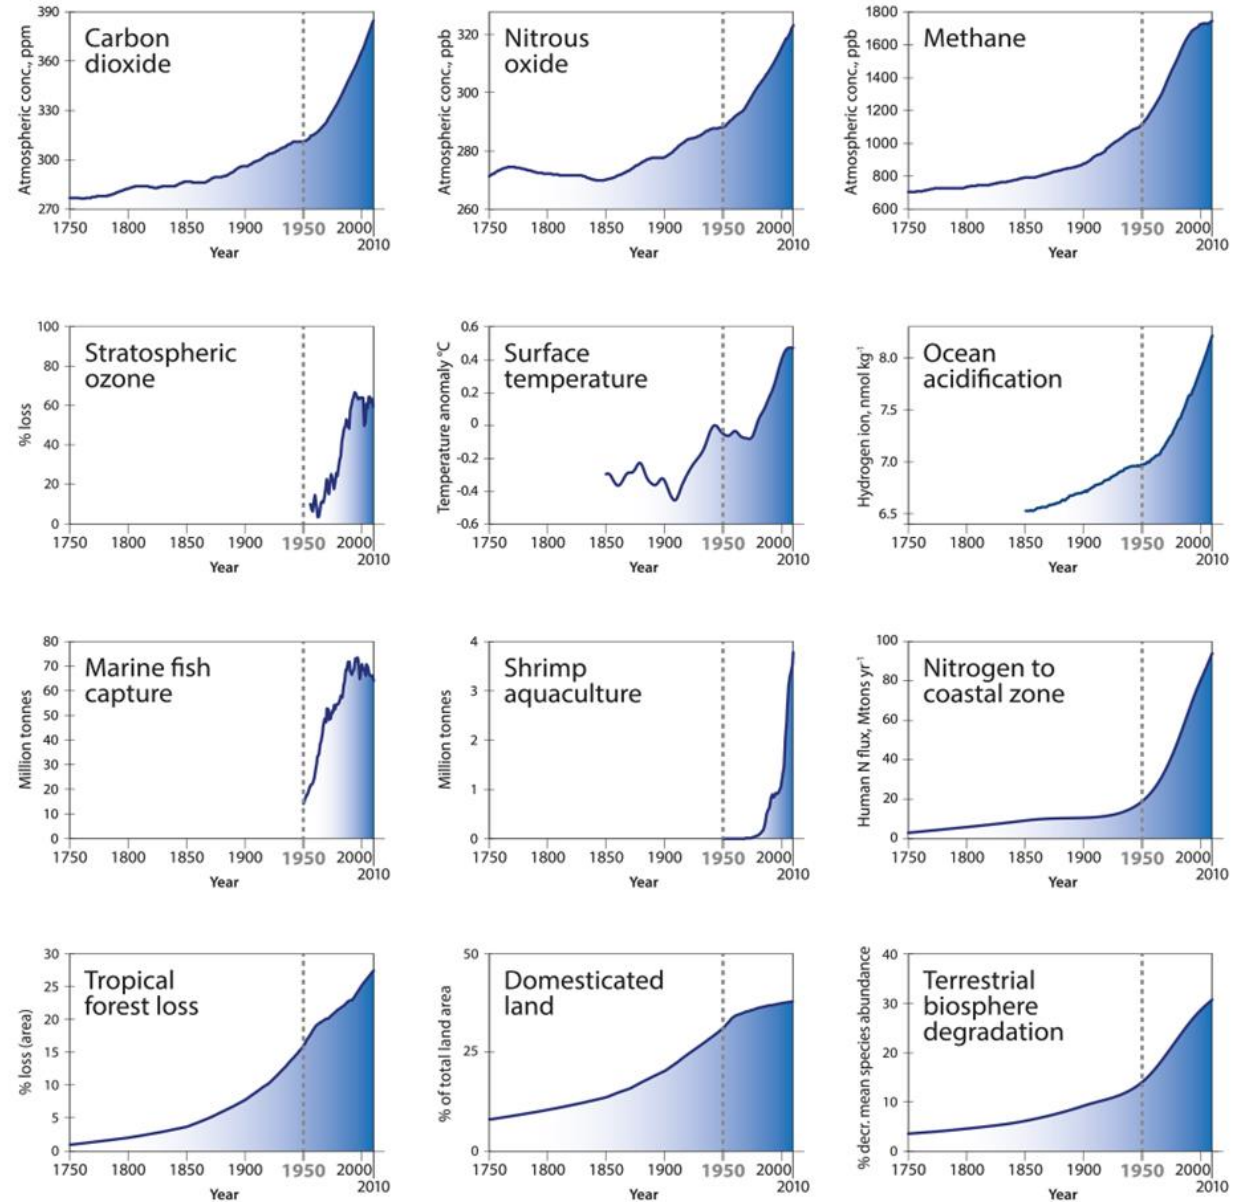 390
360
330
300
270
Atmospheric conc., ppm
Carbon
dioxide
1750 1800 1850 1900 1950 2000
2010
Year
320
300
280
260
Atmospheric conc., ppb
Nitrous
oxide
1750 1800 1850 1900 1950 2000
2010
Year
1800
1600
1400
1200
1000
800
600
Atmospheric conc., ppb
Methane
1750 1800 1850 1900 1950 2000
2010
Year
100
80
60
40
20
0
% loss
Stratospheric
ozone
1750 1800 1850 1900 1950 2000
2010
Year
0.6
0.4
0.2
0
-0.2
-0.4
-0.6
Temperature anomaly °C
Surface
temperature
1750 1800 1850 1900 1950 2000
2010
Year
8.0
7.5
7.0
6.5
Hydrogen ion, nmol kg⁻¹
Ocean
acidification
1750 1800 1850 1900 1950 2000
2010
Year
80
70
60
50
40
30
20
10
0
Million tonnes
Marine fish
capture
1750 1800 1850 1900 1950 2000
2010
Year
4
3
2
1
0
Million tonnes
Shrimp
aquaculture
1750 1800 1850 1900 1950 2000
2010
Year
100
80
60
40
20
0
Human N flux, Mtons yr⁻¹
Nitrogen to
coastal zone
1750 1800 1850 1900 1950 2000
2010
Year
30
25
20
15
10
5
0
% loss (area)
Tropical
forest loss
1750 1800 1850 1900 1950 2000
2010
Year
50
25
0
% of total land area
Domesticated
land
1750 1800 1850 1900 1950 2000
2010
Year
40
30
20
10
0
% decr. mean species abundance
Terrestrial
biosphere
degradation
1750 1800 1850 1900 1950 2000
2010
Year